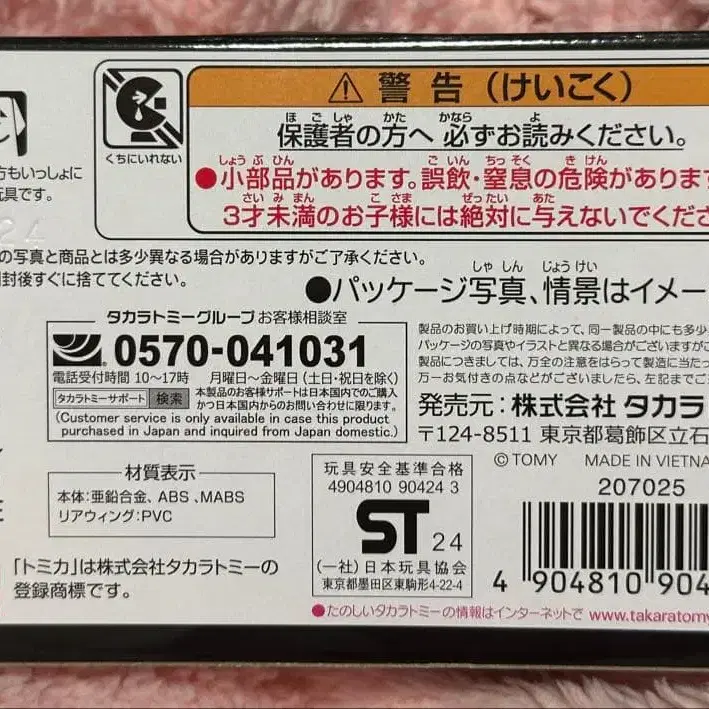 ⚠ 警告(けいこく)
くちにいれない
ほごしゃ かた かなら よ
保護者の方へ 必ずお読みください。
しょうぶひん ごいん ちっそく きけん
●小部品があります。誤飲・窒息の危険があります
さいみまん こさま ぜったい あた
3才未満のお子様には絶対に与えないでくださ
方もいっしょに
玩具です。
の写真と商品とは多少異なる場合がありますがご了承ください。
封後すぐに捨ててください。
しゃしん じょうけい
●パッケージ写真、情景はイメー
タカラトミーグループ お客様相談室
0570-041031
電話受付時間 10〜17時 月曜日〜金曜日(土・日・祝日を除く)
タカラトミーサポート 検索 本製品のお客様サポートは日本国内でのご購入
かつ日本国内からのお問い合わせに限ります。
(Customer service is only available in case this product
purchased in Japan and inquired from Japan domestic.)
製品のお買い上げ時期によって、同一製品の中にも多少
パッケージの写真やイラストと異なる場合がございますがご
製品につきましては、万全の注意をはらって製造に当たっ
万一お気付きの点などがございましたら、左記までご
発売元:株式会社 タカラ
〒124-8511 東京都葛飾区立石
© TOMY MADE IN VIETNA
207025
材質表示
本体:亜鉛合金、ABS、MABS
リアウィング:PVC
玩具安全基準合格
4904810 90424 3
ST 24
(一社)日本玩具協会
東京都墨田区東駒形4-22-4
4 904810 904
「トミカ」は株式会社タカラトミーの
登録商標です。
●たのしいタカラトミーの情報はインターネットで www.takaratomy